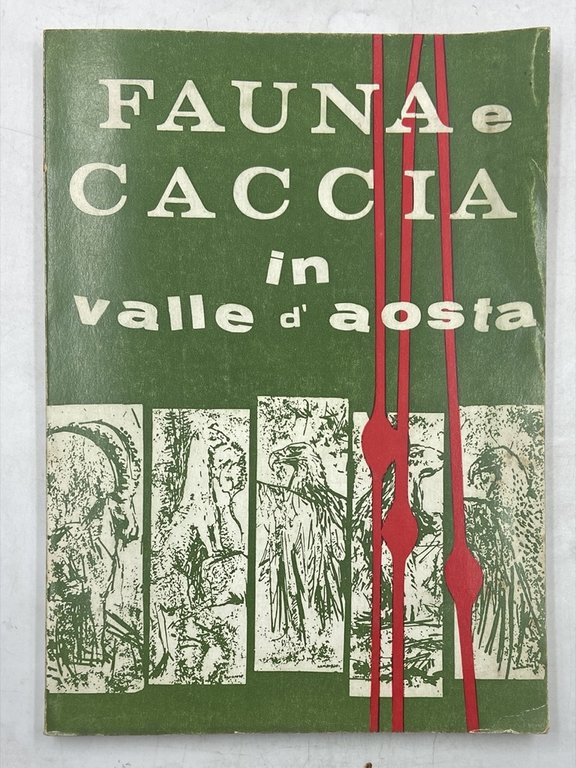 FAUNA e
CACCIA
in
valle d' aosta